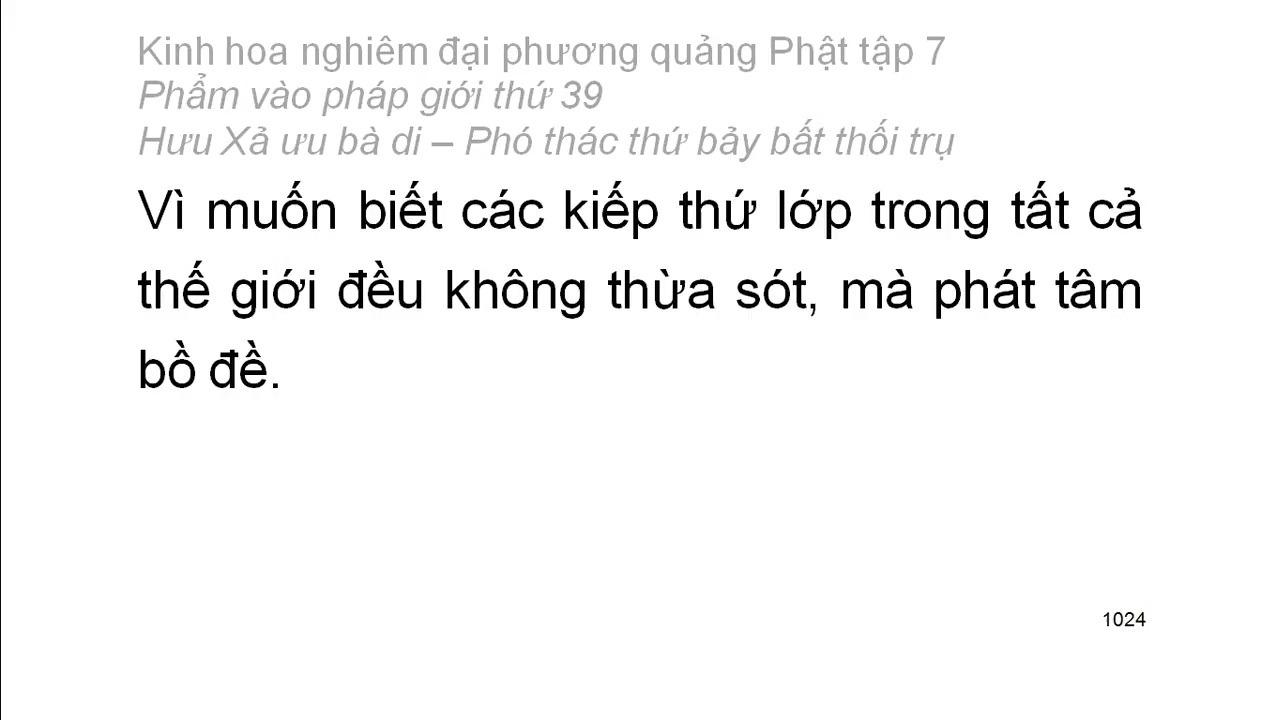 Kinh hoa nghiêm đại phương quảng Phật tập 7
Phẩm vào pháp giới thứ 39
Hưu Xả ưu bà di – Phó thác thứ bảy bất thối trụ
Vì muốn biết các kiếp thứ lớp trong tất cả
thế giới đều không thừa sót, mà phát tâm
bồ đề.
1024